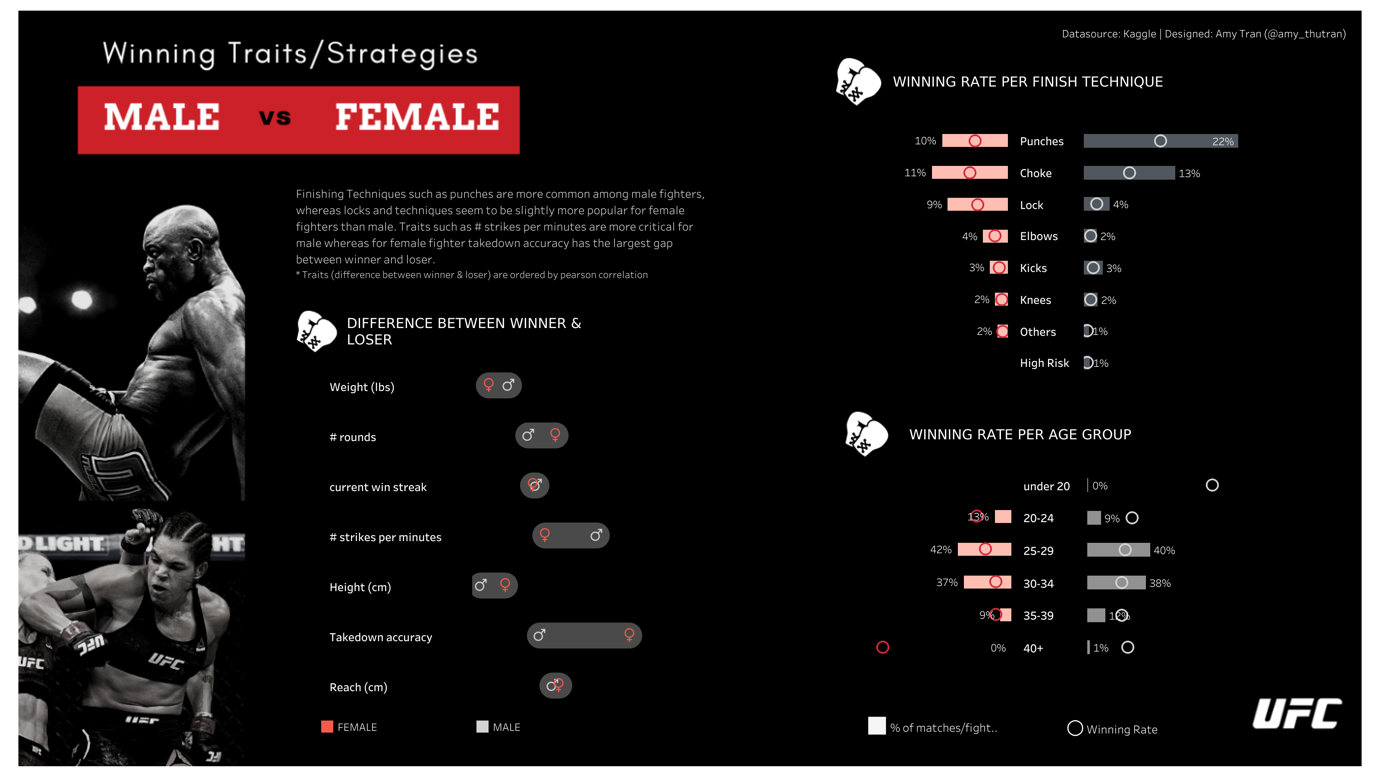 Datasource: Kaggle | Designed: Amy Tran (@amy_thutran)
Winning Traits/Strategies
MALE vs FEMALE
Finishing Techniques such as punches are more common among male fighters,
whereas locks and techniques seem to be slightly more popular for female
fighters than male. Traits such as # strikes per minutes are more critical for
male whereas for female fighter takedown accuracy has the largest gap
between winner and loser.
* Traits (difference between winner & loser) are ordered by pearson correlation
DIFFERENCE BETWEEN WINNER &
LOSER
Weight (lbs)
# rounds
current win streak
# strikes per minutes
Height (cm)
Takedown accuracy
Reach (cm)
FEMALE MALE
WINNING RATE PER FINISH TECHNIQUE
10% Punches 22%
11% Choke 13%
9% Lock 4%
4% Elbows 2%
3% Kicks 3%
2% Knees 2%
2% Others 1%
High Risk 1%
WINNING RATE PER AGE GROUP
under 20 0%
13% 20-24 9%
42% 25-29 40%
37% 30-34 38%
9% 35-39 12%
0% 40+ 1%
% of matches/fight.. Winning Rate
UFC
D LIGHT HT
UFC
UFC
UFC
UFC